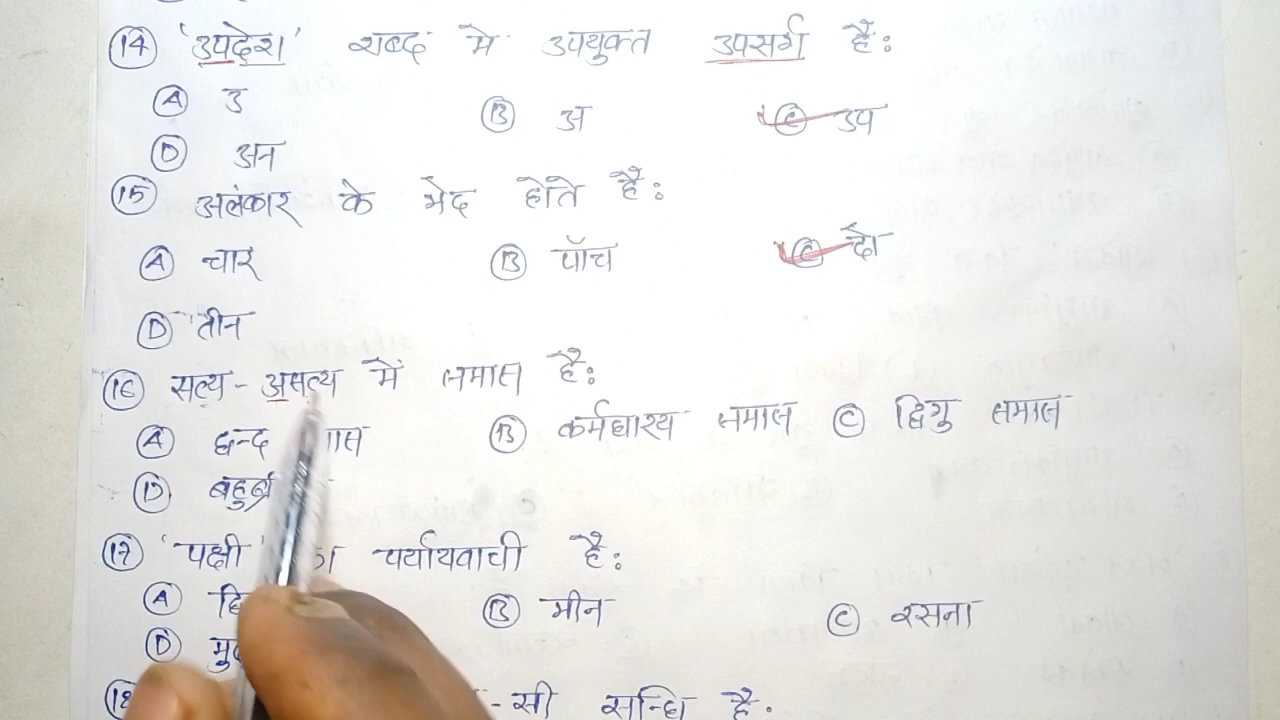 (14) 'उपदेश' शब्द मे उपयुक्त उपसर्ग है:
(A) उ (B) अ (C) उप
(D) अन
(15) अलंकार के भेद होते है:
(A) चार (B) पॉच (C) दो
(D) तीन
(16) सत्य - असत्य में समास है:
(A) द्वन्द (B) कर्मधारय समास (C) द्विगु समास
(D)
(17) 'पक्षी' पर्यायवाची है:
(A) (B) मीन (C) रसना
(D)
(18) - सी सन्धि है: